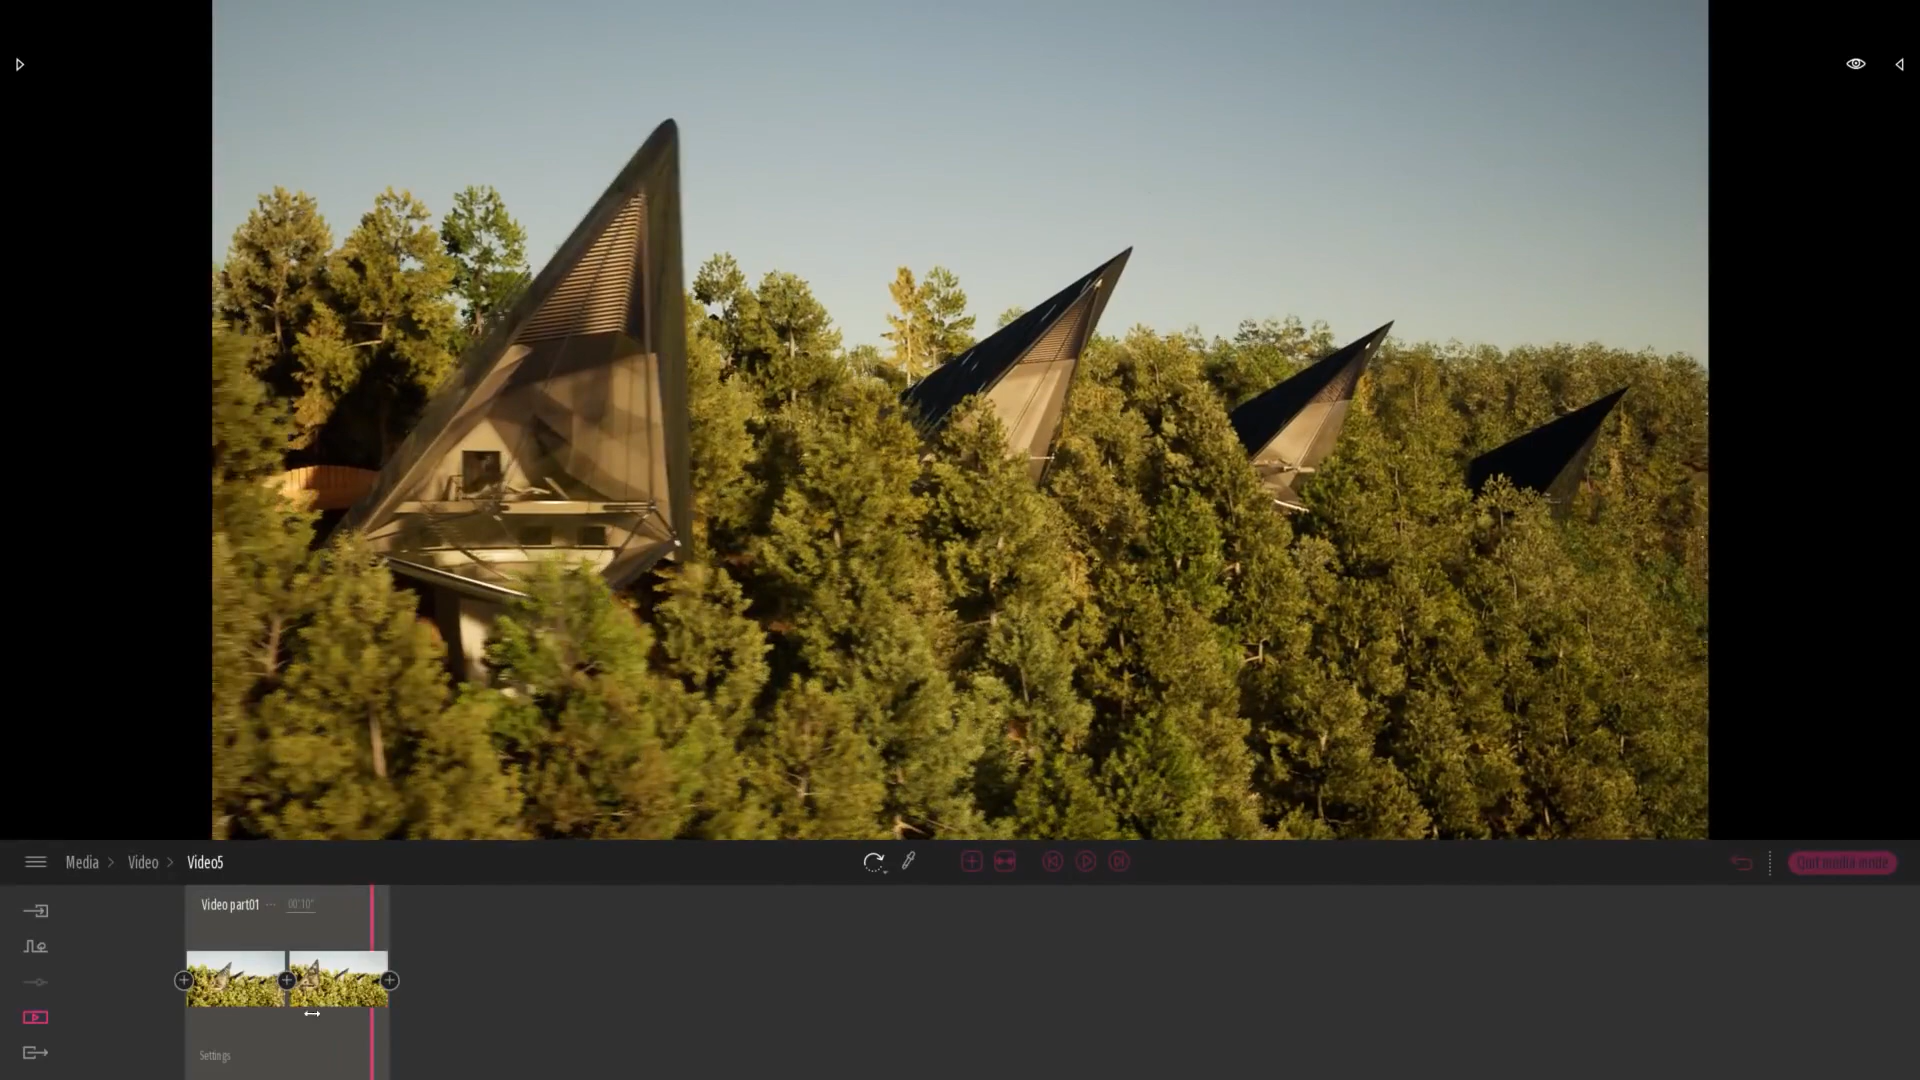 Media > Video > Video5
Quit media mode
Video part01 ··· 00'10"
Settings